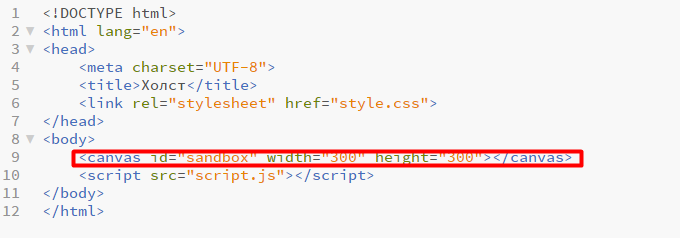 1 <!DOCTYPE html>
2 <html lang="en">
3 <head>
4 <meta charset="UTF-8">
5 <title>Холст</title>
6 <link rel="stylesheet" href="style.css">
7 </head>
8 <body>
9 <canvas id="sandbox" width="300" height="300"></canvas>
10 <script src="script.js"></script>
11 </body>
12 </html>